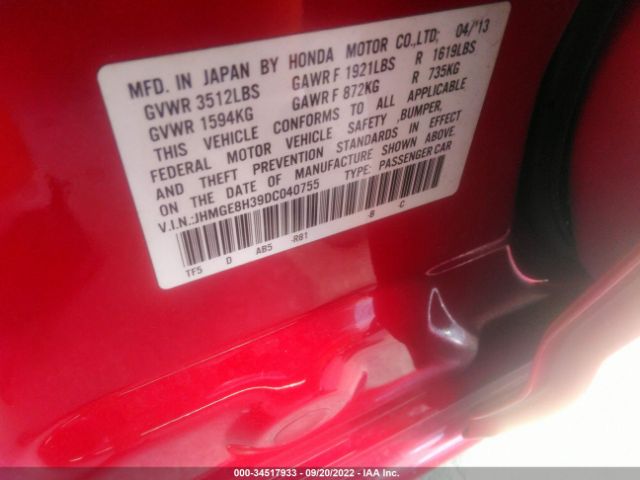 MFD. IN JAPAN BY HONDA MOTOR CO.,LTD; 04/'13
GVWR 3512LBS GAWR F 1921LBS R 1619LBS
GVWR 1594KG GAWR F 872KG R 735KG
THIS VEHICLE CONFORMS TO ALL APPLICABLE
FEDERAL MOTOR VEHICLE SAFETY ,BUMPER,
AND THEFT PREVENTION STANDARDS IN EFFECT
ON THE DATE OF MANUFACTURE SHOWN ABOVE.
V.I.N.:JHMGE8H39DC040755 TYPE: PASSENGER CAR
TF5 D AB5 -R81 -B C
000-34517933 - 09/20/2022 - IAA Inc.